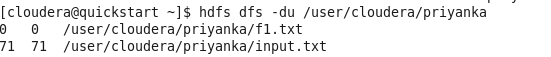 [cloudera@quickstart ~]$ hdfs dfs -du /user/cloudera/priyanka
0   0   /user/cloudera/priyanka/f1.txt
71  71  /user/cloudera/priyanka/input.txt